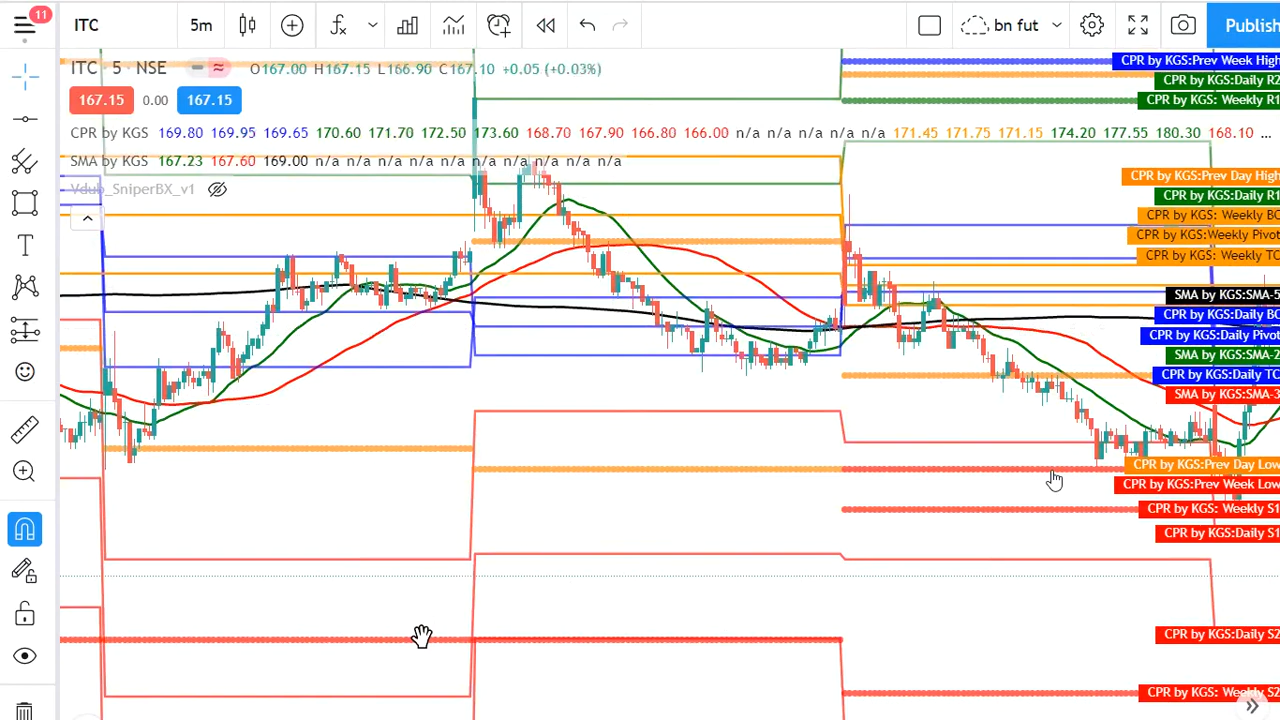 11
ITC
5m
bn fut
Publish
ITC · 5 · NSE
O167.00 H167.15 L166.90 C167.10 +0.05 (+0.03%)
167.15 0.00 167.15
CPR by KGS 169.80 169.95 169.65 170.60 171.70 172.50 173.60 168.70 167.90 166.80 166.00 n/a n/a n/a n/a n/a 171.45 171.75 171.15 174.20 177.55 180.30 168.10 ...
SMA by KGS 167.23 167.60 169.00 n/a n/a n/a n/a n/a n/a n/a n/a n/a
Vdub_SniperBX_v1
CPR by KGS:Prev Week High
CPR by KGS:Daily R2
CPR by KGS: Weekly R1
CPR by KGS:Prev Day High
CPR by KGS:Daily R1
CPR by KGS: Weekly BC
CPR by KGS:Weekly Pivot
CPR by KGS: Weekly TC
SMA by KGS:SMA-5
CPR by KGS:Daily BC
CPR by KGS:Daily Pivot
SMA by KGS:SMA-2
CPR by KGS:Daily TC
SMA by KGS:SMA-3
CPR by KGS:Prev Day Low
CPR by KGS:Prev Week Low
CPR by KGS: Weekly S1
CPR by KGS:Daily S1
CPR by KGS:Daily S2
CPR by KGS: Weekly S2